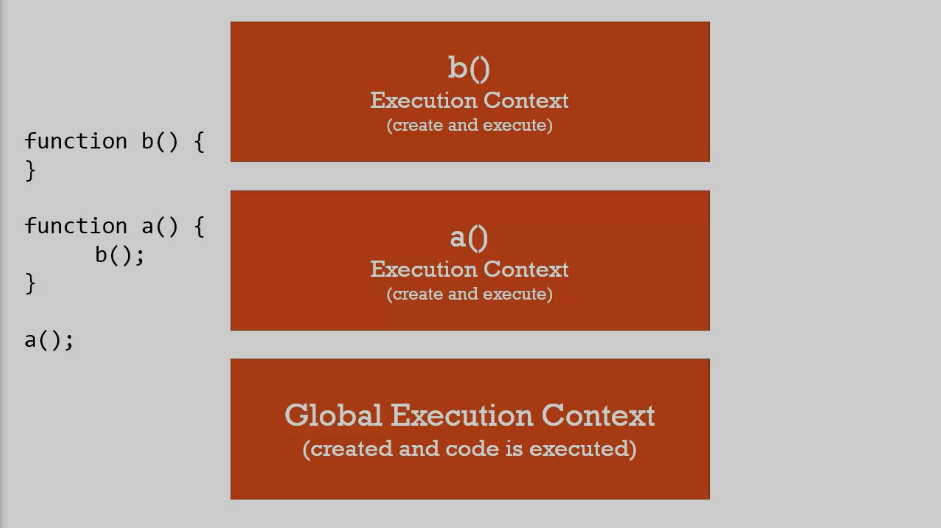 function b() {
}
function a() {
b();
}
a();
b()
Execution Context
(create and execute)
a()
Execution Context
(create and execute)
Global Execution Context
(created and code is executed)